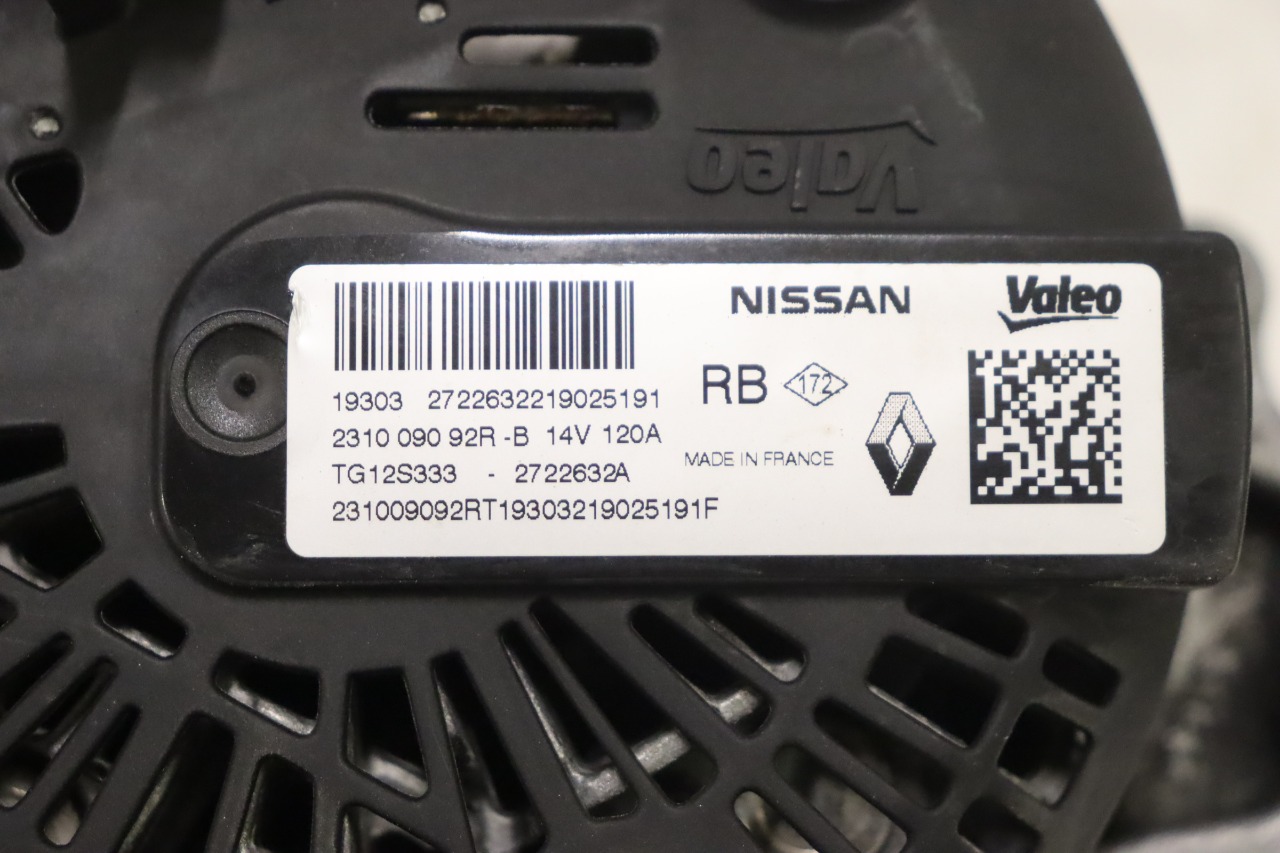 Valeo
NISSAN Valeo
19303 2722632219025191
RB 172
2310 090 92R -B 14V 120A
MADE IN FRANCE
TG12S333 - 2722632A
231009092RT19303219025191F